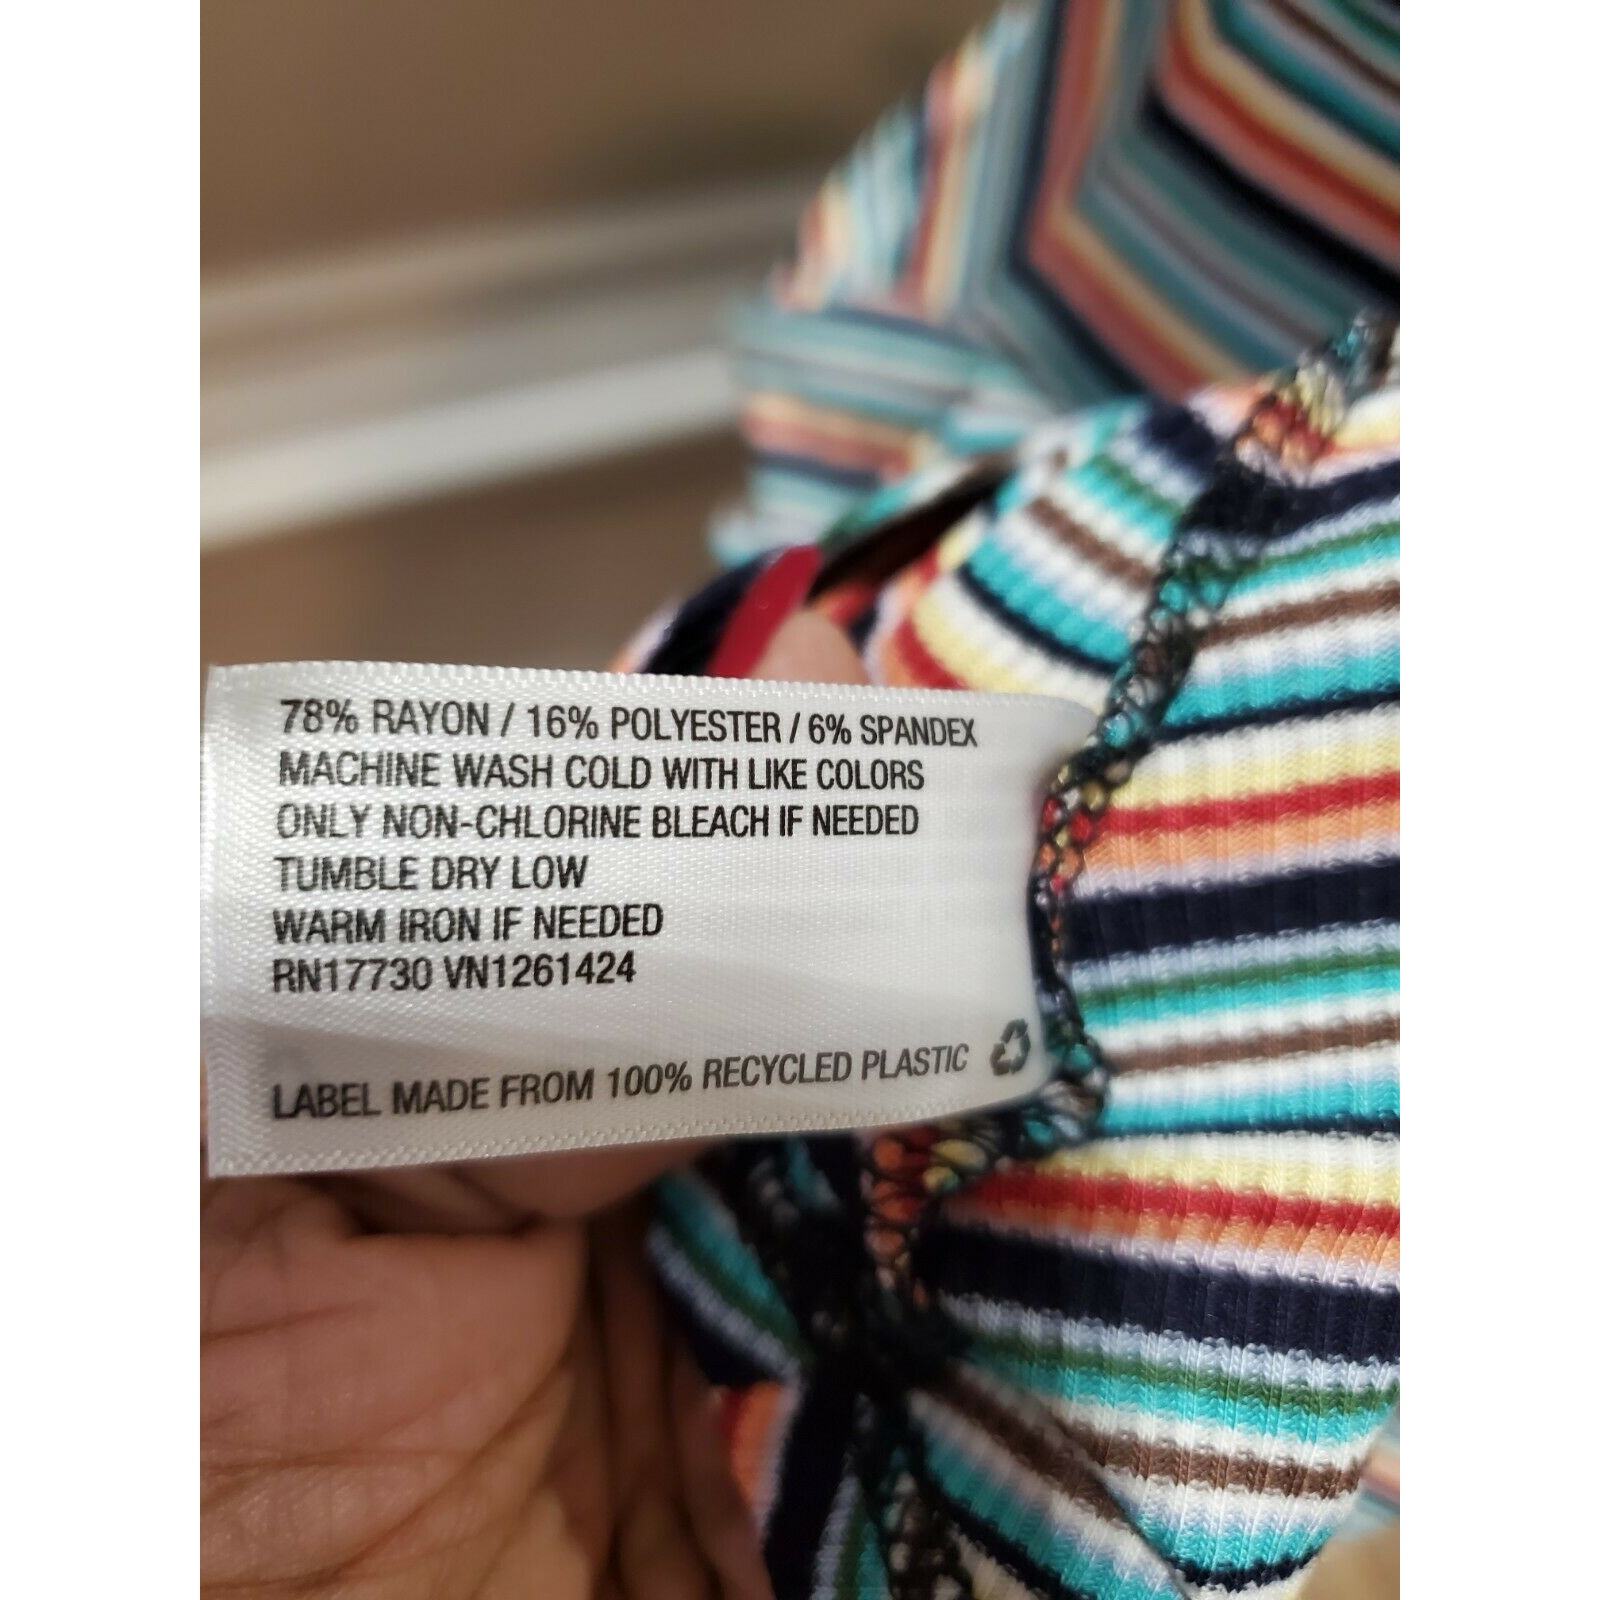 78% RAYON / 16% POLYESTER / 6% SPANDEX
MACHINE WASH COLD WITH LIKE COLORS
ONLY NON-CHLORINE BLEACH IF NEEDED
TUMBLE DRY LOW
WARM IRON IF NEEDED
RN17730 VN1261424
LABEL MADE FROM 100% RECYCLED PLASTIC